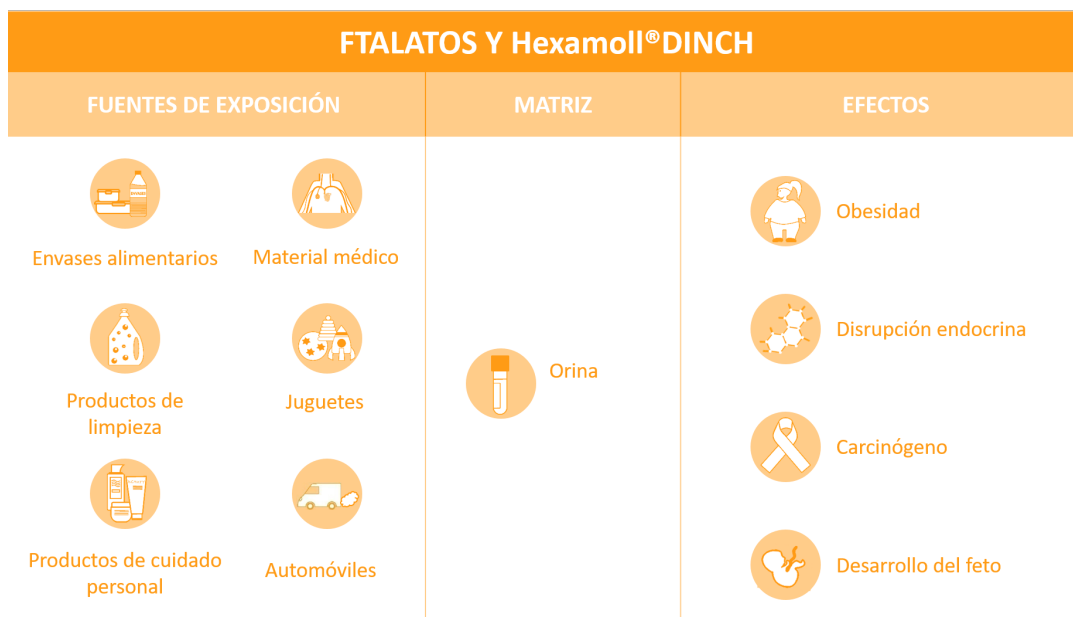 FTALATOS Y Hexamoll®DINCH
FUENTES DE EXPOSICIÓN
MATRIZ
EFECTOS
Envases alimentarios
Material médico
Productos de
limpieza
Juguetes
Productos de cuidado
personal
Automóviles
Orina
Obesidad
Disrupción endocrina
Carcinógeno
Desarrollo del feto